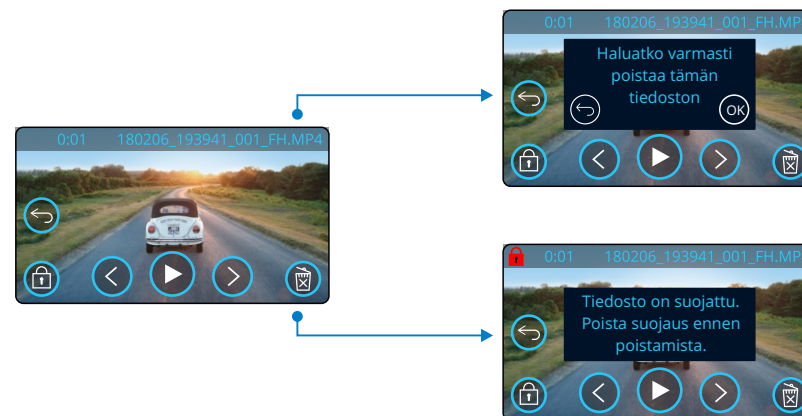 0:01 180206_193941_001_FH.MP4
0:01 180206_193941_001_FH.MP
Haluatko varmasti
poistaa tämän
tiedoston
OK
0:01 180206_193941_001_FH.MP
Tiedosto on suojattu.
Poista suojaus ennen
poistamista.